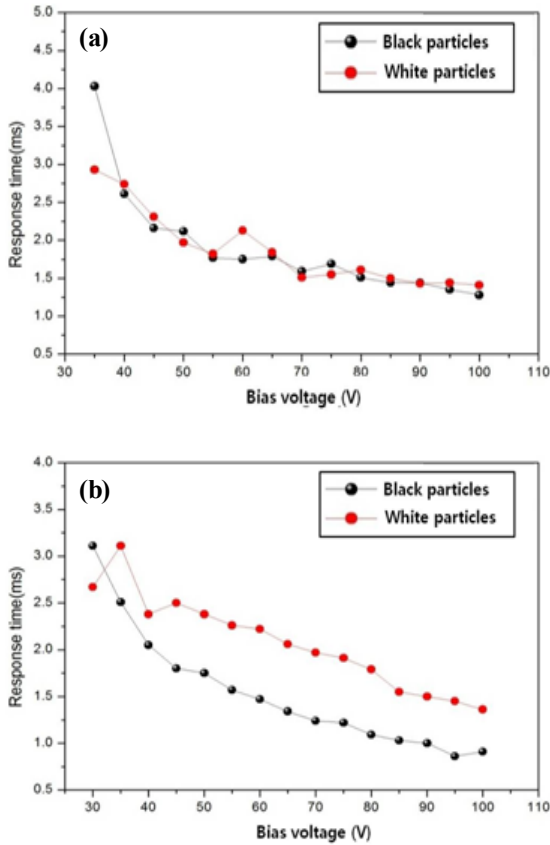 (a)
Black particles
White particles
5.0
4.5
4.0
3.5
3.0
2.5
2.0
1.5
1.0
0.5
Response time(ms)
30 40 50 60 70 80 90 100 110
Bias voltage (V)
(b)
Black particles
White particles
4.0
3.5
3.0
2.5
2.0
1.5
1.0
0.5
Response time(ms)
30 40 50 60 70 80 90 100 110
Bias voltage (V)